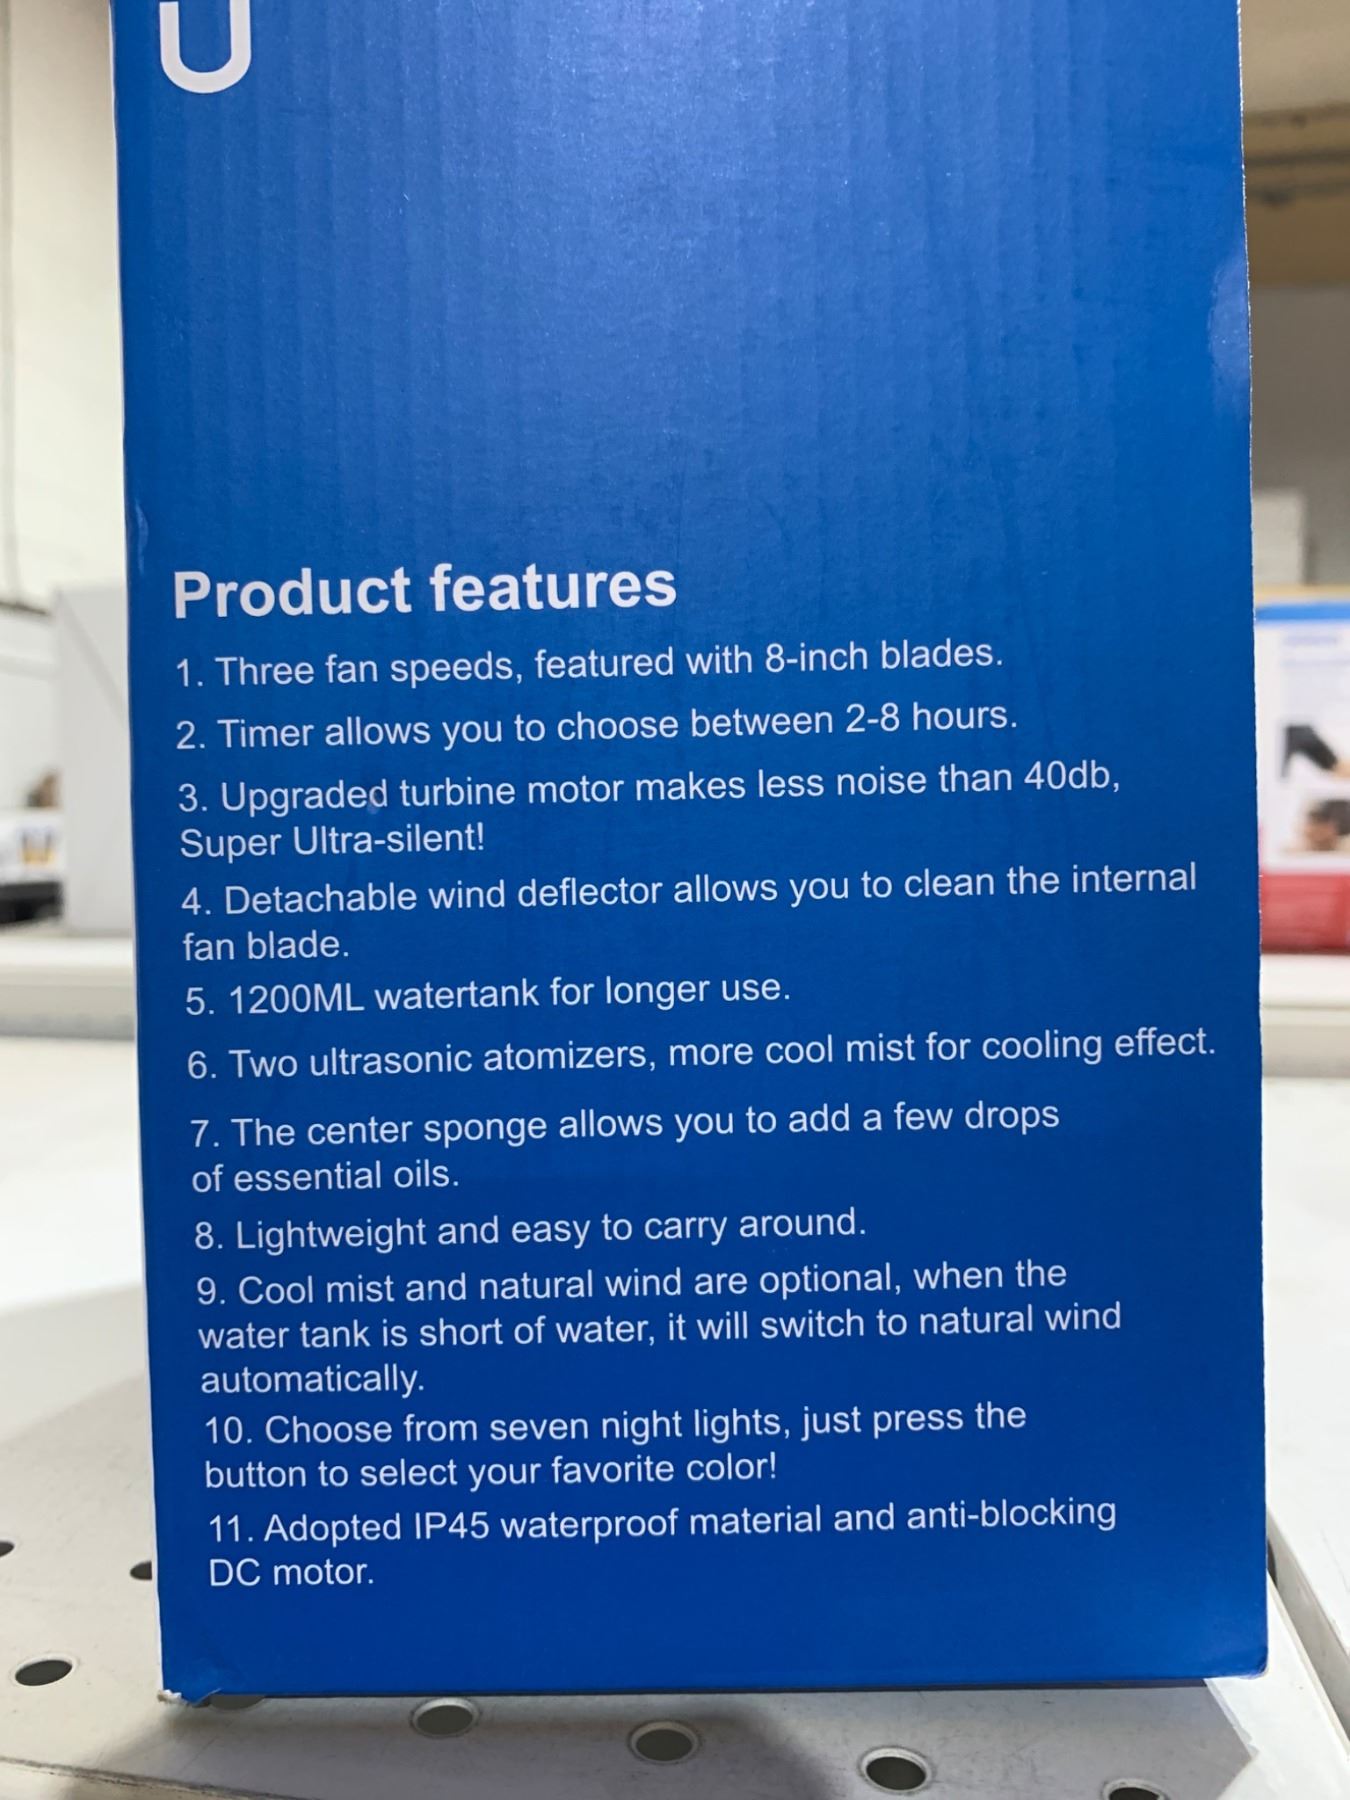 Product features
1. Three fan speeds, featured with 8-inch blades.
2. Timer allows you to choose between 2-8 hours.
3. Upgraded turbine motor makes less noise than 40db,
Super Ultra-silent!
4. Detachable wind deflector allows you to clean the internal
fan blade.
5. 1200ML watertank for longer use.
6. Two ultrasonic atomizers, more cool mist for cooling effect.
7. The center sponge allows you to add a few drops
of essential oils.
8. Lightweight and easy to carry around.
9. Cool mist and natural wind are optional, when the
water tank is short of water, it will switch to natural wind
automatically.
10. Choose from seven night lights, just press the
button to select your favorite color!
11. Adopted IP45 waterproof material and anti-blocking
DC motor.